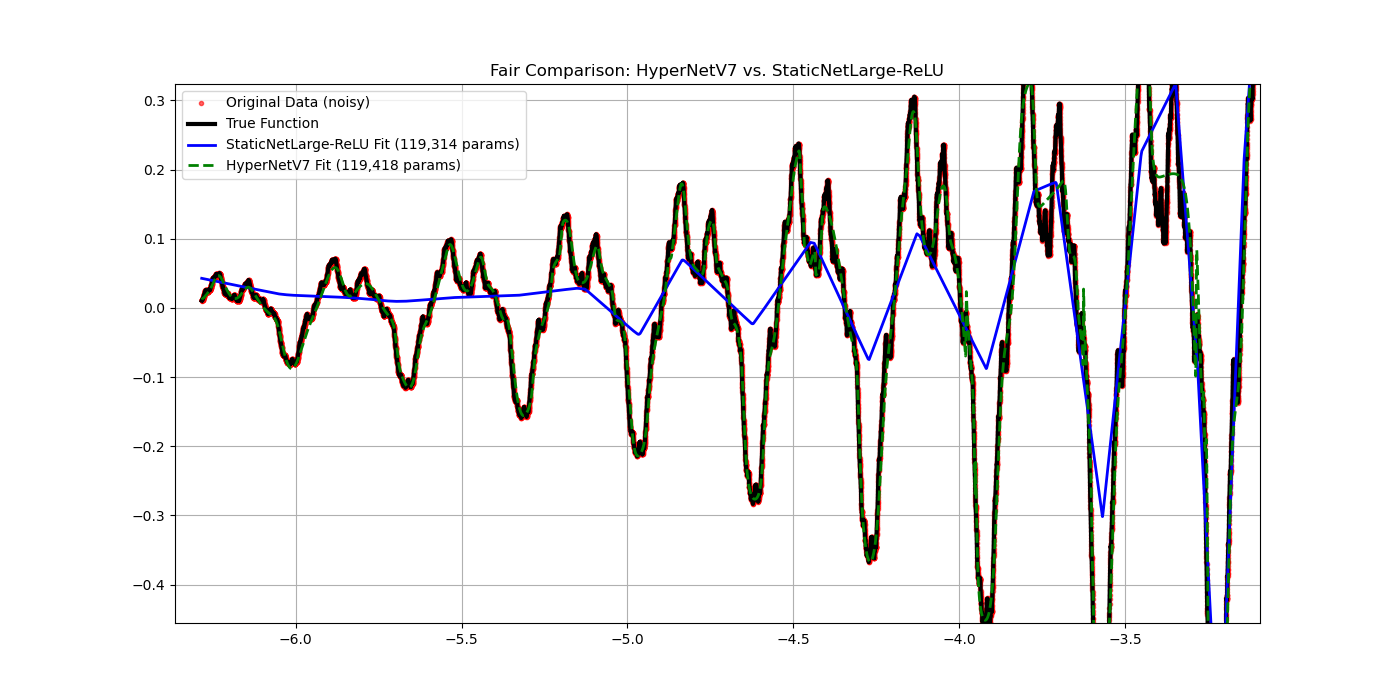 Fair Comparison: HyperNetV7 vs. StaticNetLarge-ReLU
Original Data (noisy)
True Function
StaticNetLarge-ReLU Fit (119,314 params)
HyperNetV7 Fit (119,418 params)
0.3
0.2
0.1
0.0
−0.1
−0.2
−0.3
−0.4
−6.0
−5.5
−5.0
−4.5
−4.0
−3.5